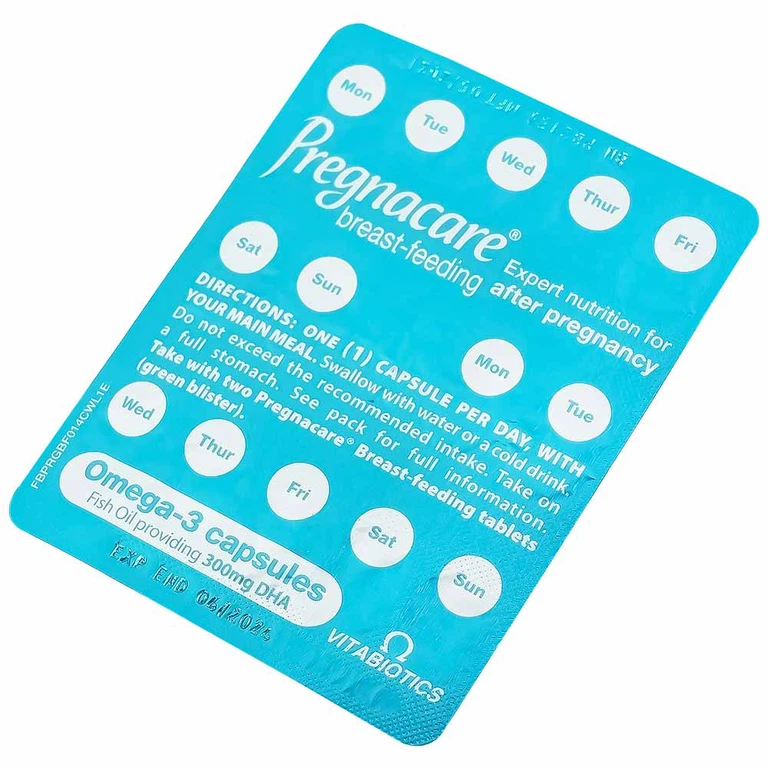 Mon
Tue
Wed
Thur
Fri
Pregnacare®
breast-feeding
Expert nutrition for
after pregnancy
Sat
Sun
Mon
Tue
DIRECTIONS: ONE (1) CAPSULE PER DAY, WITH
YOUR MAIN MEAL. Swallow with water or a cold drink.
Do not exceed the recommended intake. Take on
a full stomach. See pack for full information.
Take with two Pregnacare® Breast-feeding tablets
(green blister).
Wed
Thur
Fri
Sat
Sun
FBPRGBF014CWL1E
Omega-3 capsules
Fish Oil providing 300mg DHA
EXP END
VITABIOTICS